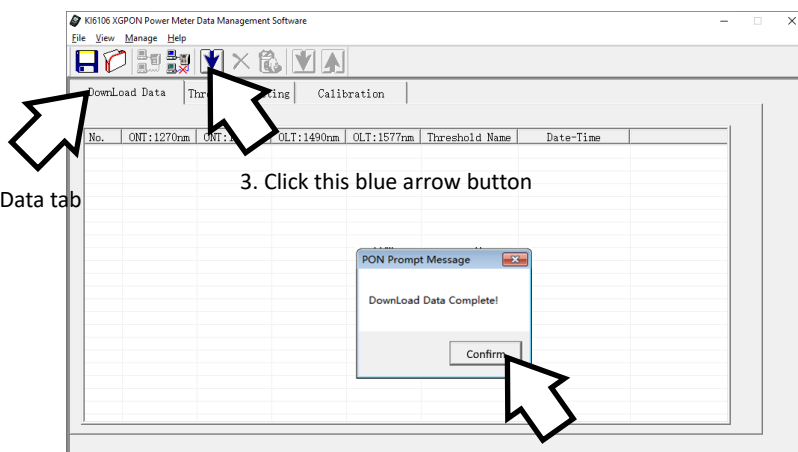 KI6106 XGPON Power Meter Data Management Software
File View Manage Help
DownLoad Data
Calibration
No. ONT:1270nm OLT:1490nm OLT:1577nm Threshold Name Date-Time
3. Click this blue arrow button
Data tab
PON Prompt Message
DownLoad Data Complete!
Confirm